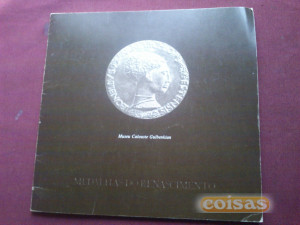 Museu Calouste Gulbenkian
MEDALHAS DO RENASCIMENTO
coisas